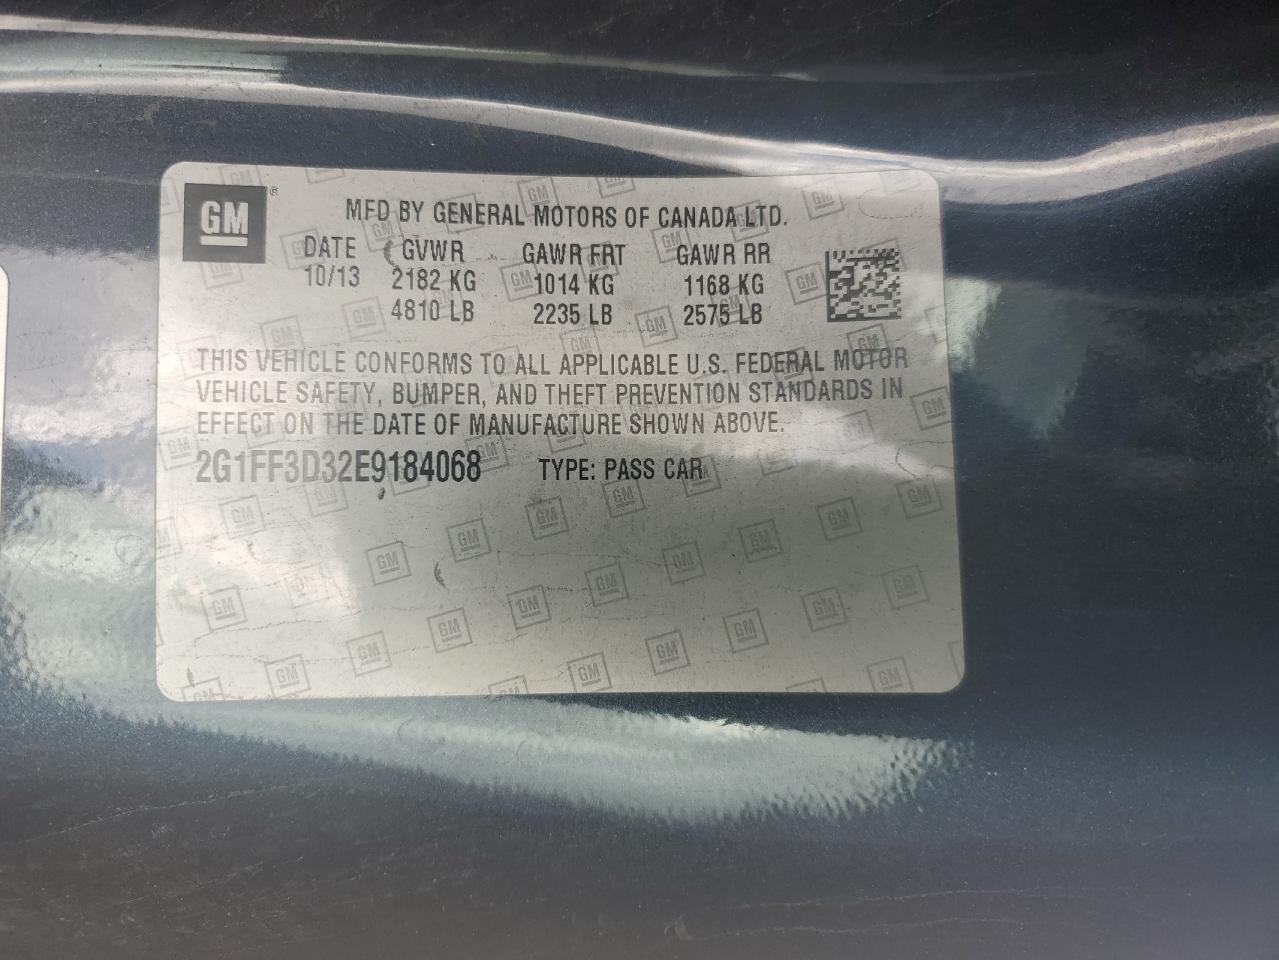 GM ®
MFD BY GENERAL MOTORS OF CANADA LTD.
DATE GVWR GAWR FRT GAWR RR
10/13 2182 KG 1014 KG 1168 KG
4810 LB 2235 LB 2575 LB
THIS VEHICLE CONFORMS TO ALL APPLICABLE U.S. FEDERAL MOTOR
VEHICLE SAFETY, BUMPER, AND THEFT PREVENTION STANDARDS IN
EFFECT ON THE DATE OF MANUFACTURE SHOWN ABOVE.
2G1FF3D32E9184068 TYPE: PASS CAR